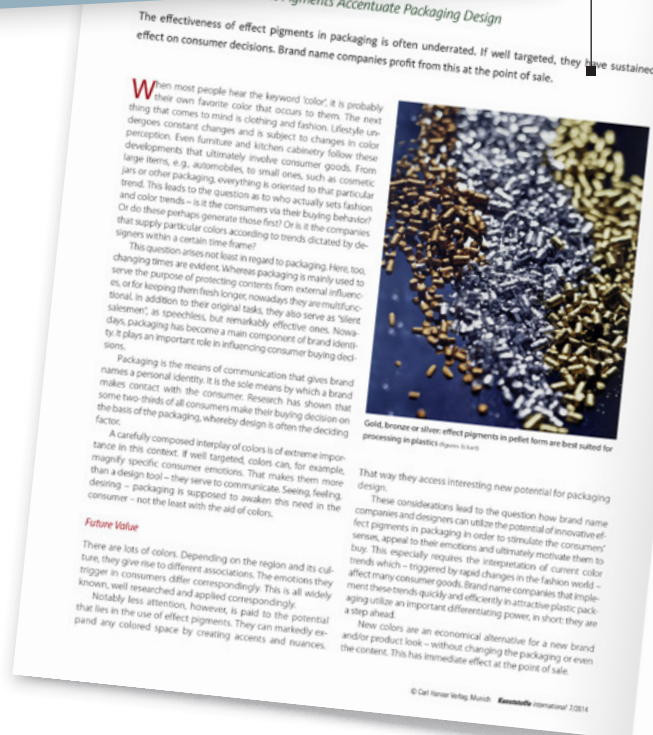 Pigments Accentuate Packaging Design
The effectiveness of effect pigments in packaging is often underrated. If well targeted, they have sustained
effect on consumer decisions. Brand name companies profit from this at the point of sale.
When most people hear the keyword 'color', it is probably
their own favorite color that occurs to them. The next
thing that comes to mind is clothing and fashion. Lifestyle un-
dergoes constant changes and is subject to changes in color
perception. Even furniture and kitchen cabinetry follow these
developments that ultimately involve consumer goods. From
large items, e.g., automobiles, to small ones, such as cosmetic
jars or other packaging, everything is oriented to that particular
trend. This leads to the question as to who actually sets fashion
and color trends – is it the consumers via their buying behavior?
Or do these perhaps generate those first? Or is it the companies
that supply particular colors according to trends dictated by de-
signers within a certain time frame?
This question arises not least in regard to packaging. Here, too,
changing times are evident. Whereas packaging is mainly used to
serve the purpose of protecting contents from external influenc-
es, or for keeping them fresh longer, nowadays they are multifunc-
tional. In addition to their original tasks, they also serve as "silent
salesmen", as speechless, but remarkably effective ones. Nowa-
days, packaging has become a main component of brand identi-
ty. It plays an important role in influencing consumer buying deci-
sions.
Packaging is the means of communication that gives brand
names a personal identity. It is the sole means by which a brand
makes contact with the consumer. Research has shown that
some two-thirds of all consumers make their buying decision on
the basis of the packaging, whereby design is often the deciding
factor.
A carefully composed interplay of colors is of extreme impor-
tance in this context. If well targeted, colors can, for example,
magnify specific consumer emotions. That makes them more
than a design tool – they serve to communicate. Seeing, feeling,
desiring – packaging is supposed to awaken this need in the
consumer – not the least with the aid of colors.
Future Value
There are lots of colors. Depending on the region and its cul-
ture, they give rise to different associations. The emotions they
trigger in consumers differ correspondingly. This is all widely
known, well researched and applied correspondingly.
Notably less attention, however, is paid to the potential
that lies in the use of effect pigments. They can markedly ex-
pand any colored space by creating accents and nuances.
Gold, bronze or silver: effect pigments in pellet form are best suited for
processing in plastics
That way they access interesting new potential for packaging
design.
These considerations lead to the question how brand name
companies and designers can utilize the potential of innovative ef-
fect pigments in packaging in order to stimulate the consumers'
senses, appeal to their emotions and ultimately motivate them to
buy. This especially requires the interpretation of current color
trends which – triggered by rapid changes in the fashion world –
affect many consumer goods. Brand name companies that imple-
ment these trends quickly and efficiently in attractive plastic pack-
aging utilize an important differentiating power, in short: they are
a step ahead.
New colors are an economical alternative for a new brand
and/or product look – without changing the packaging or even
the content. This has immediate effect at the point of sale.
© Carl Hanser Verlag, Munich Kunststoffe international 7/2014